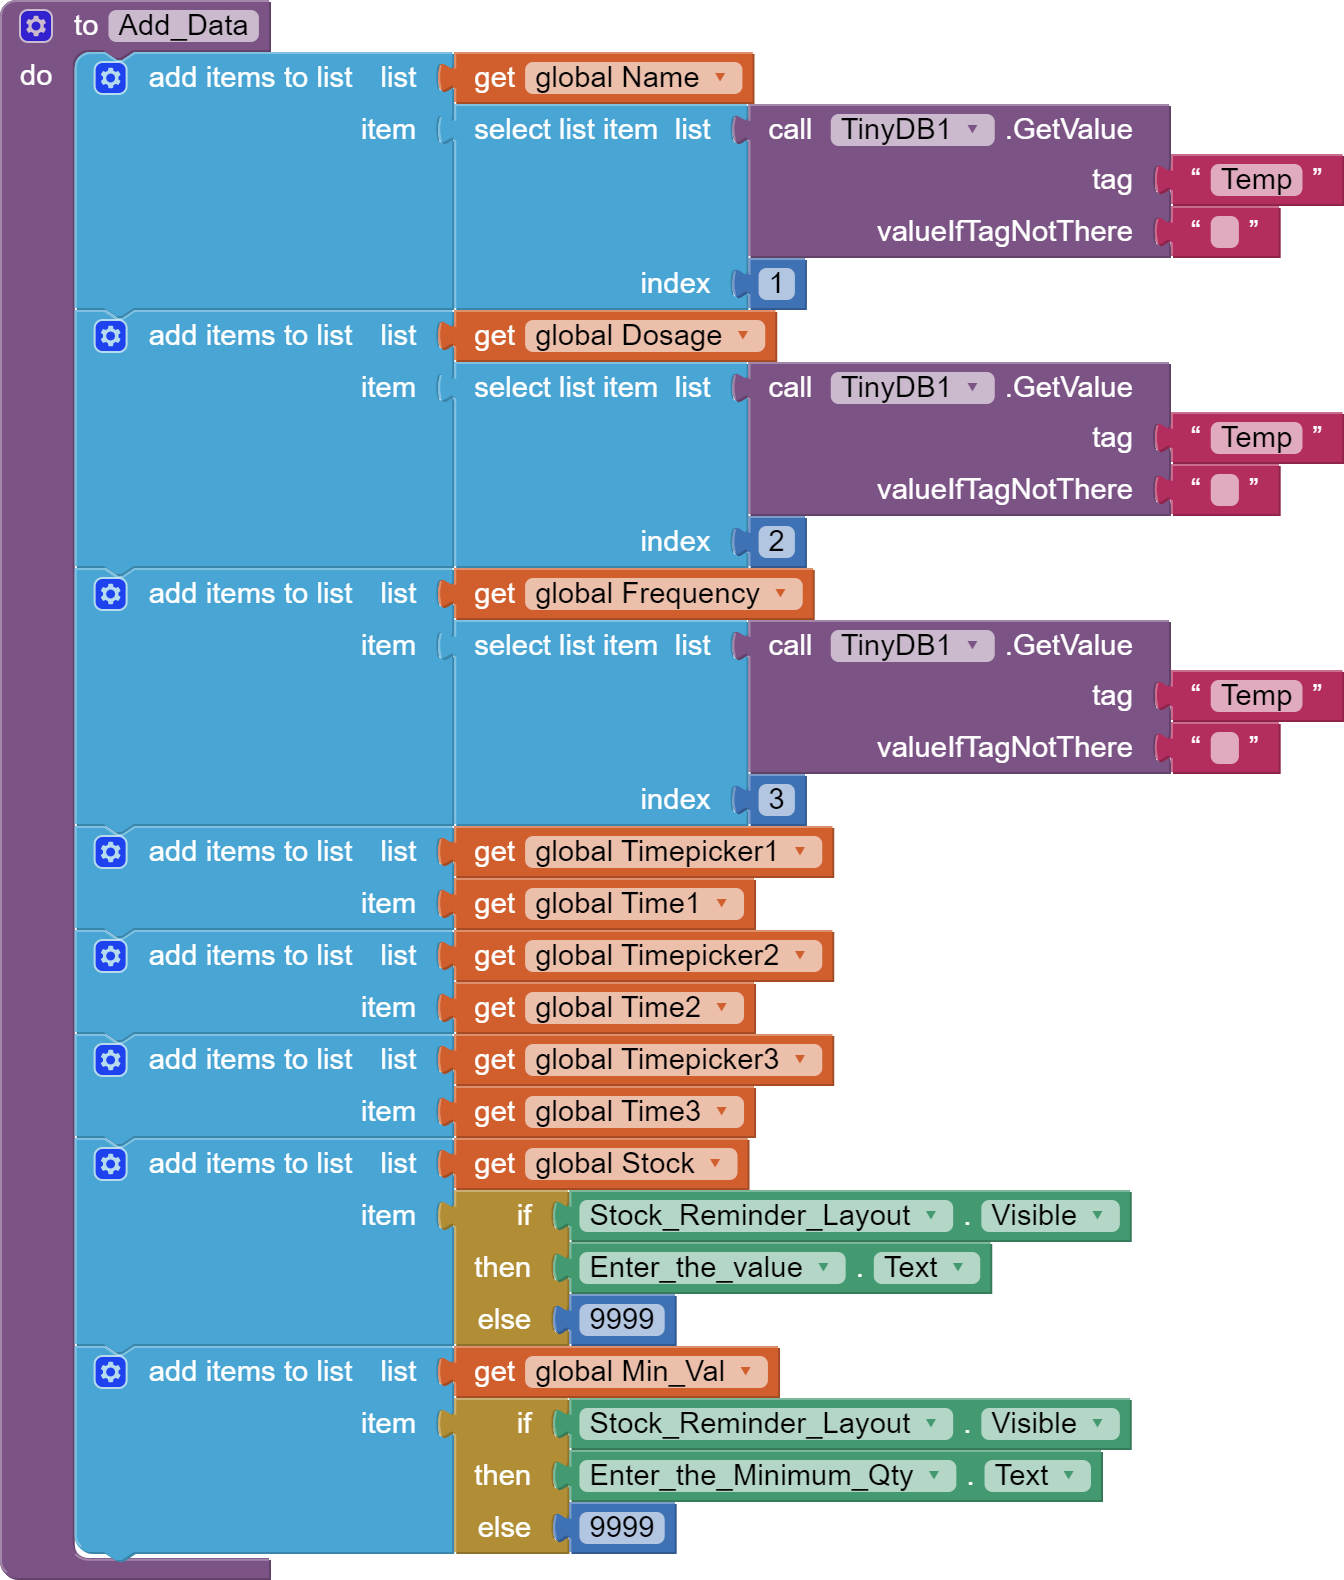 to Add_Data
do add items to list list get global Name
item select list item list call TinyDB1 .GetValue
tag “ Temp ”
valueIfTagNotThere “ ”
index 1
add items to list list get global Dosage
item select list item list call TinyDB1 .GetValue
tag “ Temp ”
valueIfTagNotThere “ ”
index 2
add items to list list get global Frequency
item select list item list call TinyDB1 .GetValue
tag “ Temp ”
valueIfTagNotThere “ ”
index 3
add items to list list get global Timepicker1
item get global Time1
add items to list list get global Timepicker2
item get global Time2
add items to list list get global Timepicker3
item get global Time3
add items to list list get global Stock
item if Stock_Reminder_Layout . Visible
then Enter_the_value . Text
else 9999
add items to list list get global Min_Val
item if Stock_Reminder_Layout . Visible
then Enter_the_Minimum_Qty . Text
else 9999